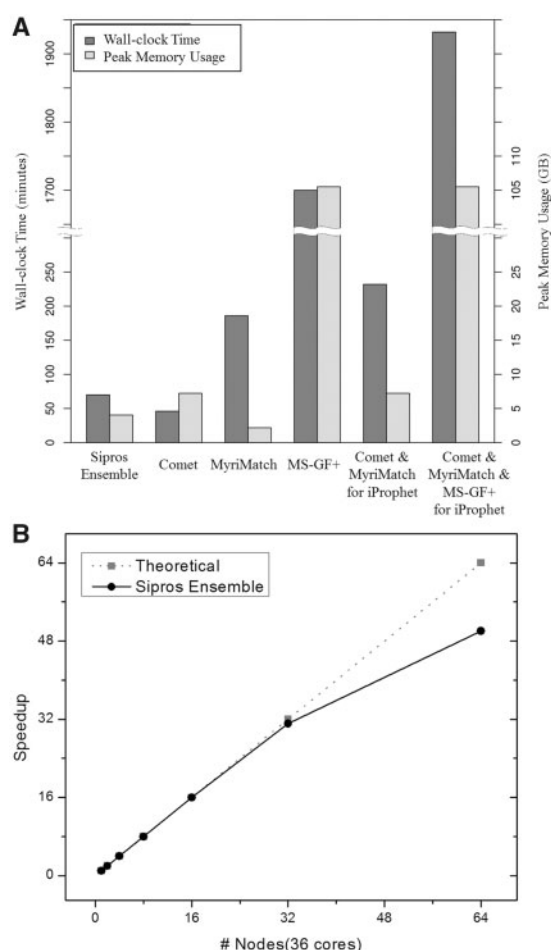 A
Wall-clock Time
Peak Memory Usage
Wall-clock Time (minutes)
1900
1800
1700
250
200
150
100
50
0
Peak Memory Usage (GB)
110
105
25
20
15
10
5
0
Sipros
Ensemble
Comet
MyriMatch
MS-GF+
Comet &
MyriMatch
for iProphet
Comet &
MyriMatch &
MS-GF+
for iProphet
B
Theoretical
Sipros Ensemble
Speedup
64
48
32
16
0
0 16 32 48 64
# Nodes(36 cores)